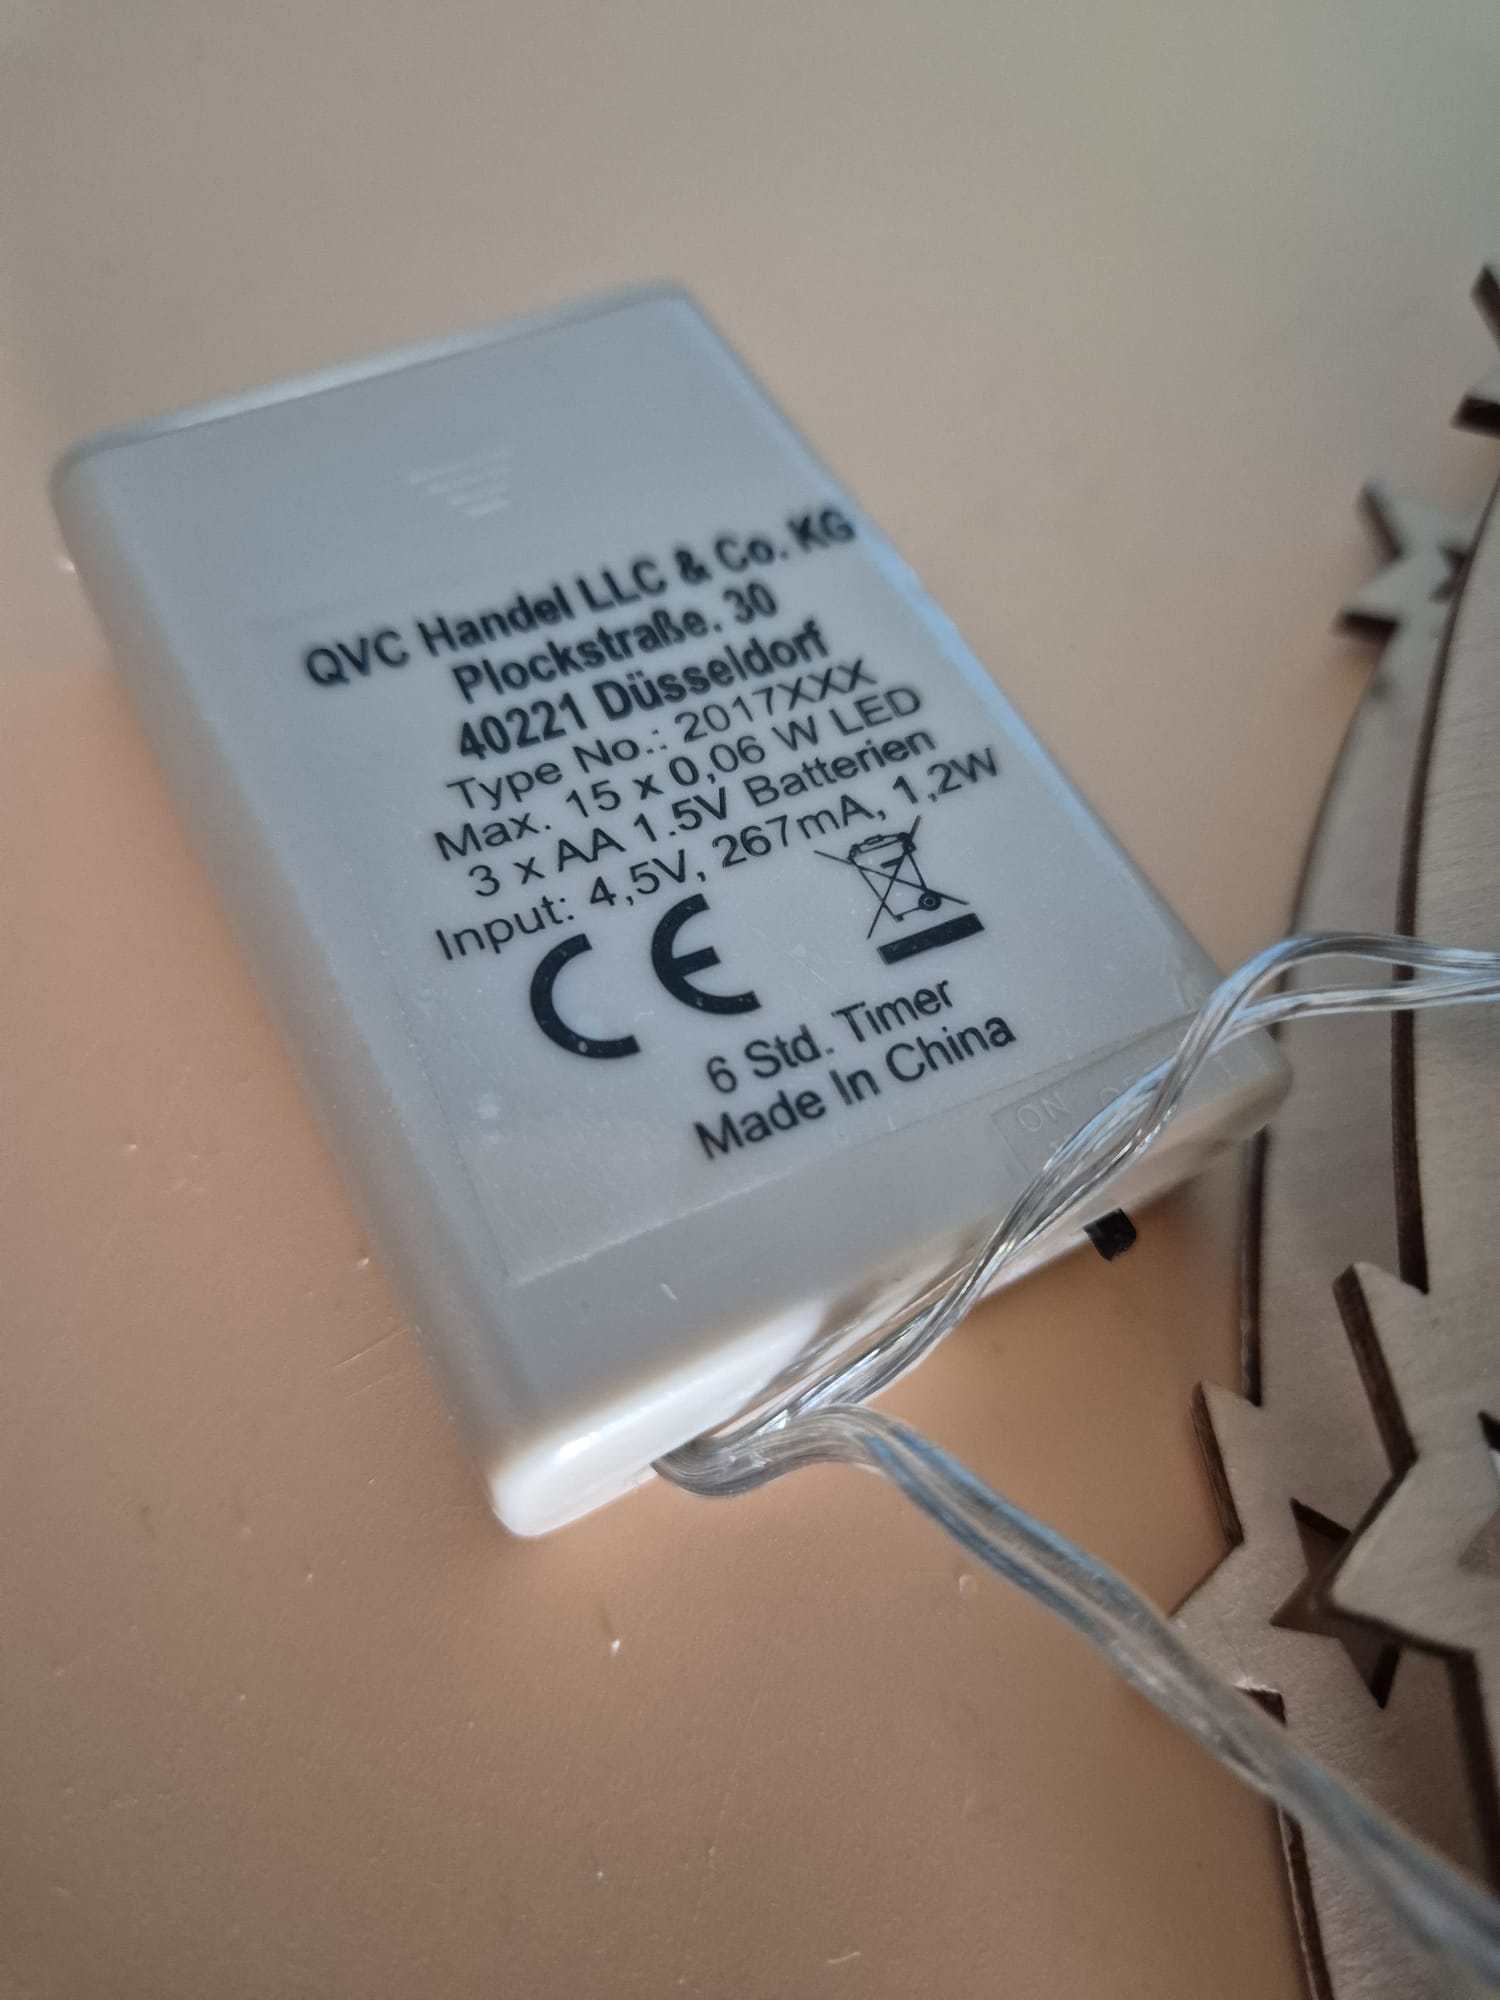 QVC Handel LLC & Co. KG
Plockstraße. 30
40221 Düsseldorf
Type No.: 2017XXX
Max. 15 x 0,06 W LED
3 x AA 1.5V Batterien
Input: 4,5V, 267mA, 1,2W
CE
6 Std. Timer
Made In China
ON